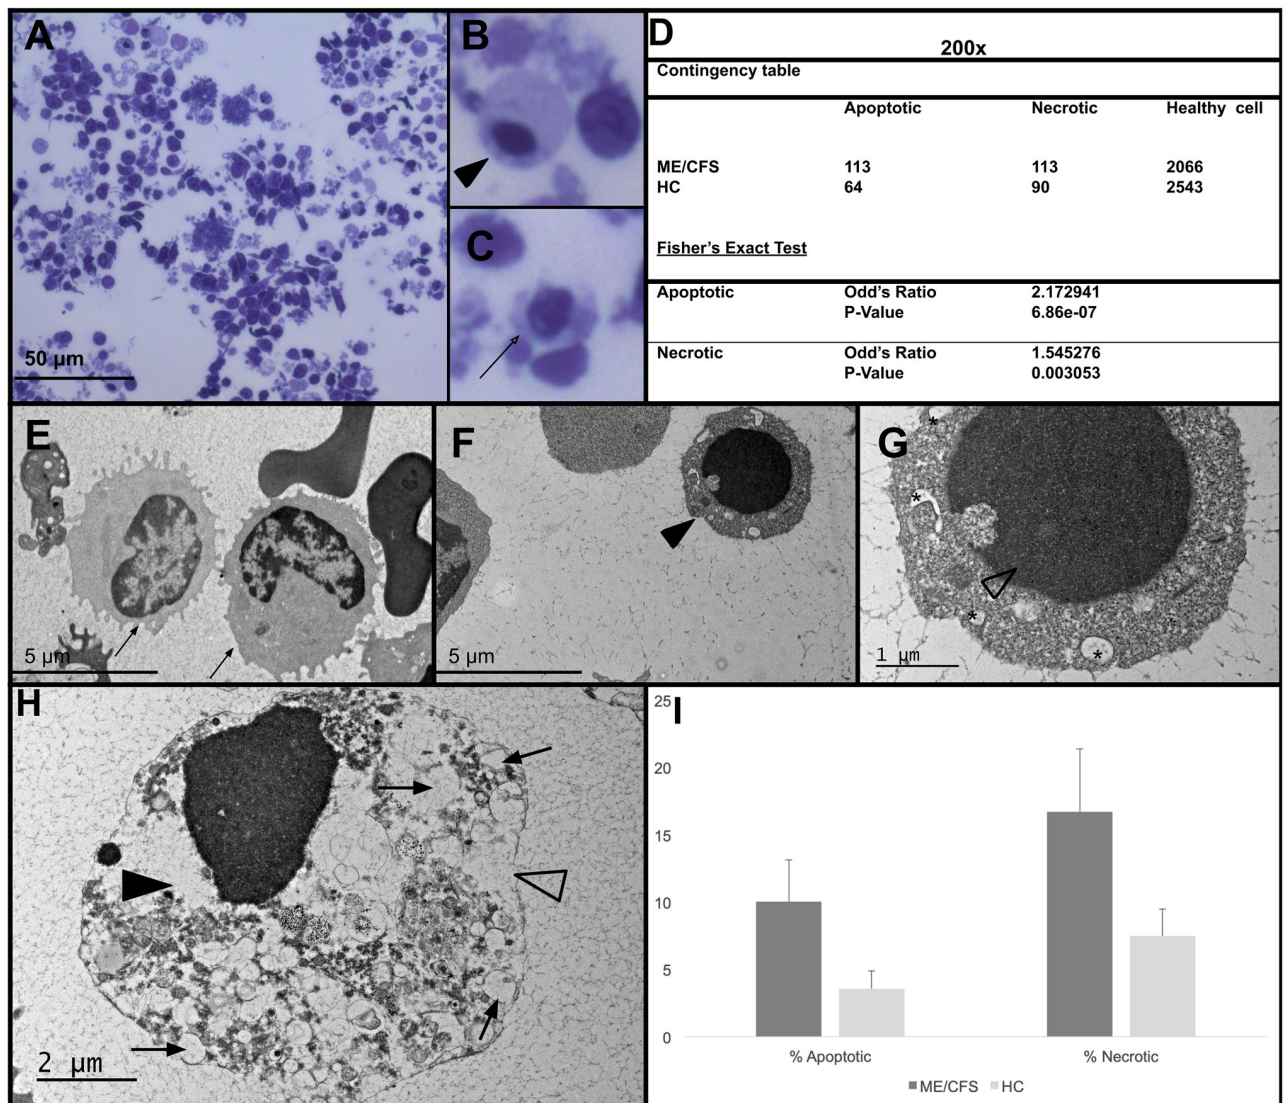 A
50 µm
B
C
D
200x
Contingency table
Apoptotic Necrotic Healthy cell
ME/CFS 113 113 2066
HC 64 90 2543
Fisher's Exact Test
Apoptotic Odd's Ratio 2.172941
P-Value 6.86e-07
Necrotic Odd's Ratio 1.545276
P-Value 0.003053
E
5 µm
F
5 µm
G
*
*
*
*
1 µm
H
2 µm
I
25
20
15
10
5
0
% Apoptotic % Necrotic
ME/CFS HC